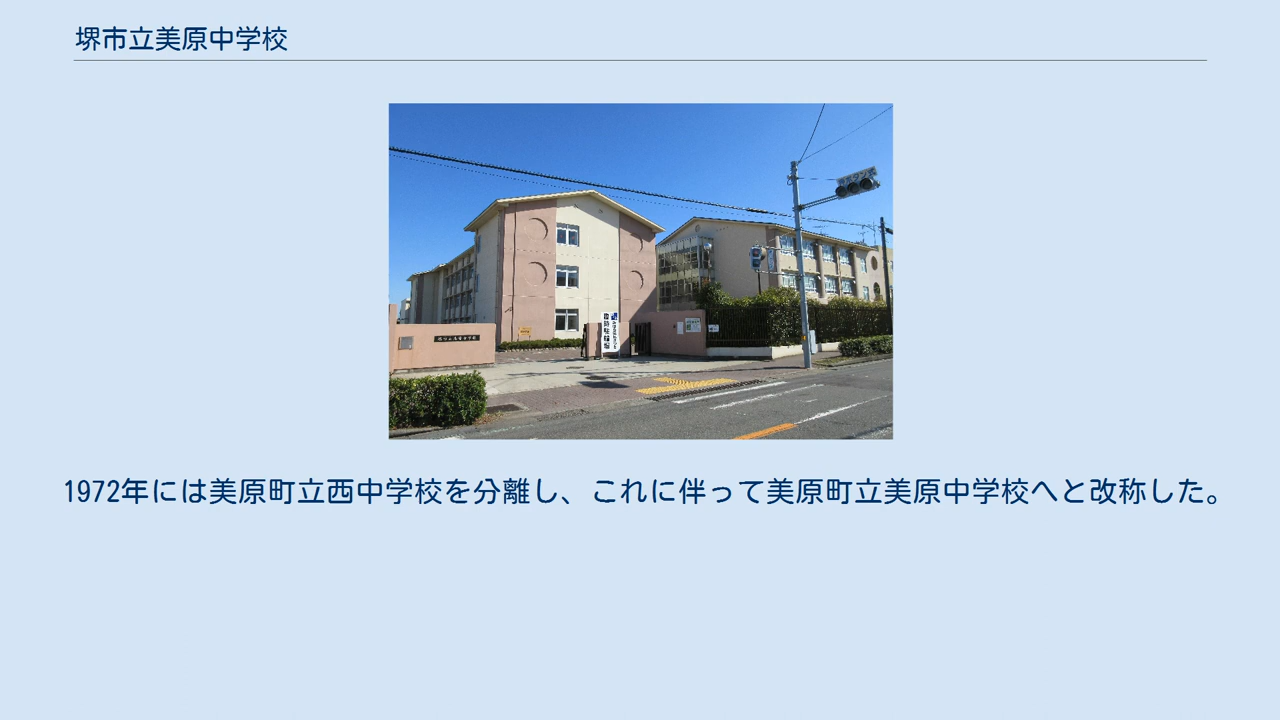 堺市立美原中学校
1972年には美原町立西中学校を分離し、これに伴って美原町立美原中学校へと改称した。